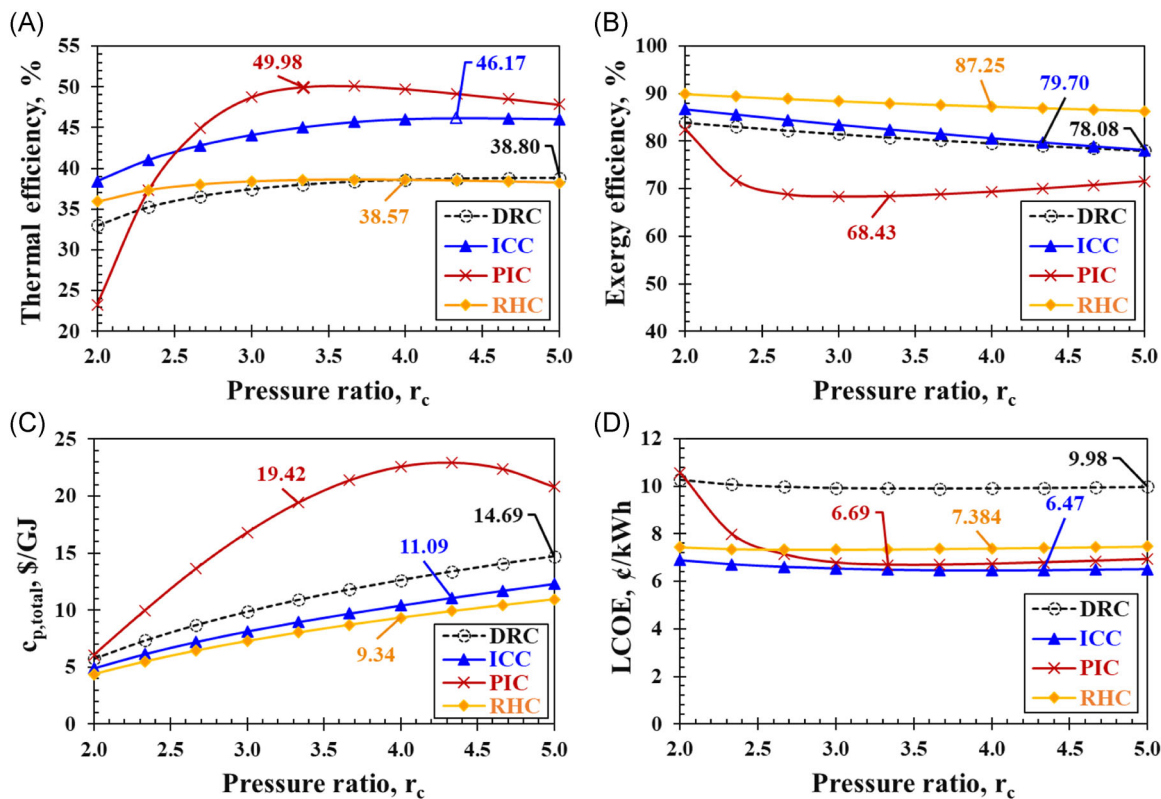 (A)
Thermal efficiency, %
55
50
45
40
35
30
25
20
49.98
46.17
38.80
38.57
DRC
ICC
PIC
RHC
2.0 2.5 3.0 3.5 4.0 4.5 5.0
Pressure ratio, rc
(B)
Exergy efficiency, %
100
90
80
70
60
50
40
87.25
79.70
78.08
68.43
DRC
ICC
PIC
RHC
2.0 2.5 3.0 3.5 4.0 4.5 5.0
Pressure ratio, rc
(C)
cp,total, $/GJ
25
20
15
10
5
0
19.42
14.69
11.09
9.34
DRC
ICC
PIC
RHC
2.0 2.5 3.0 3.5 4.0 4.5 5.0
Pressure ratio, rc
(D)
LCOE, ¢/kWh
12
10
8
6
4
2
0
9.98
6.69
7.384
6.47
DRC
ICC
PIC
RHC
2.0 2.5 3.0 3.5 4.0 4.5 5.0
Pressure ratio, rc